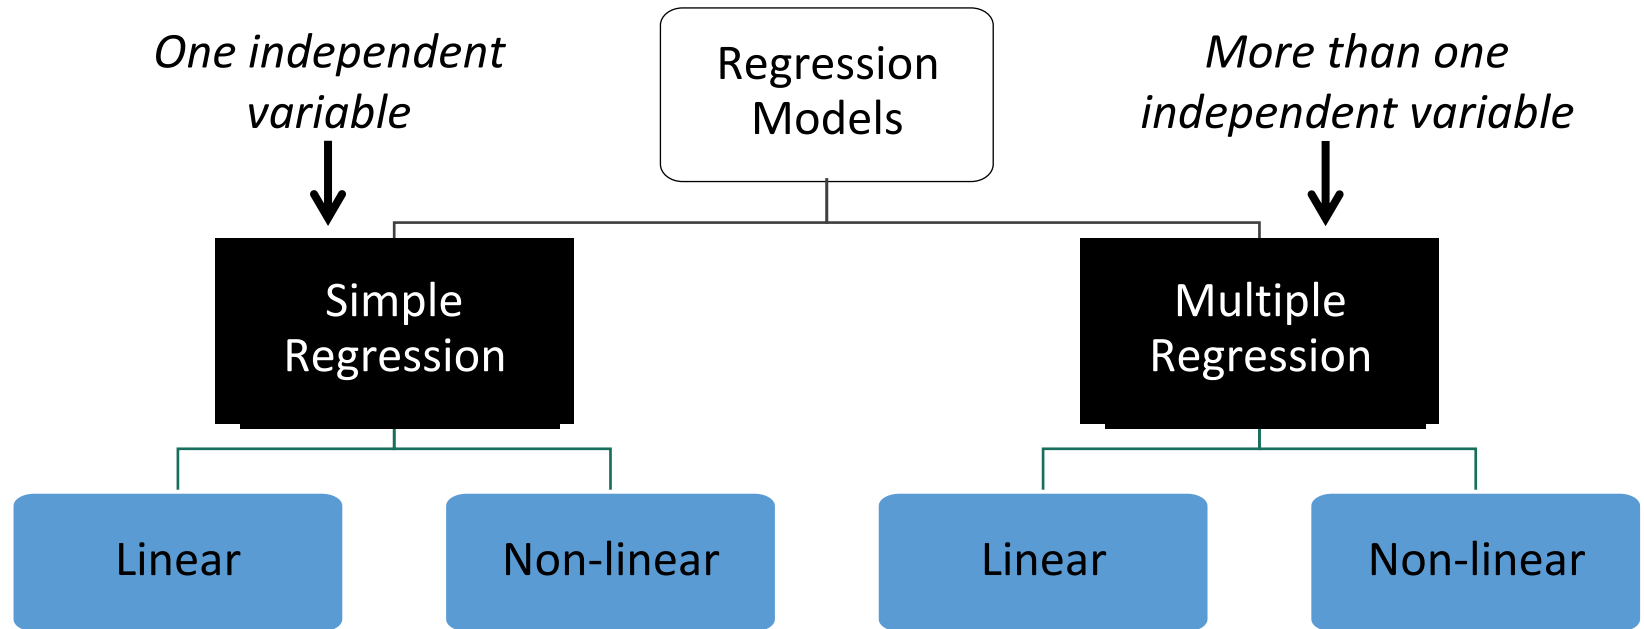 One independent
variable
Regression
Models
More than one
independent variable
Simple
Regression
Multiple
Regression
Linear
Non-linear
Linear
Non-linear